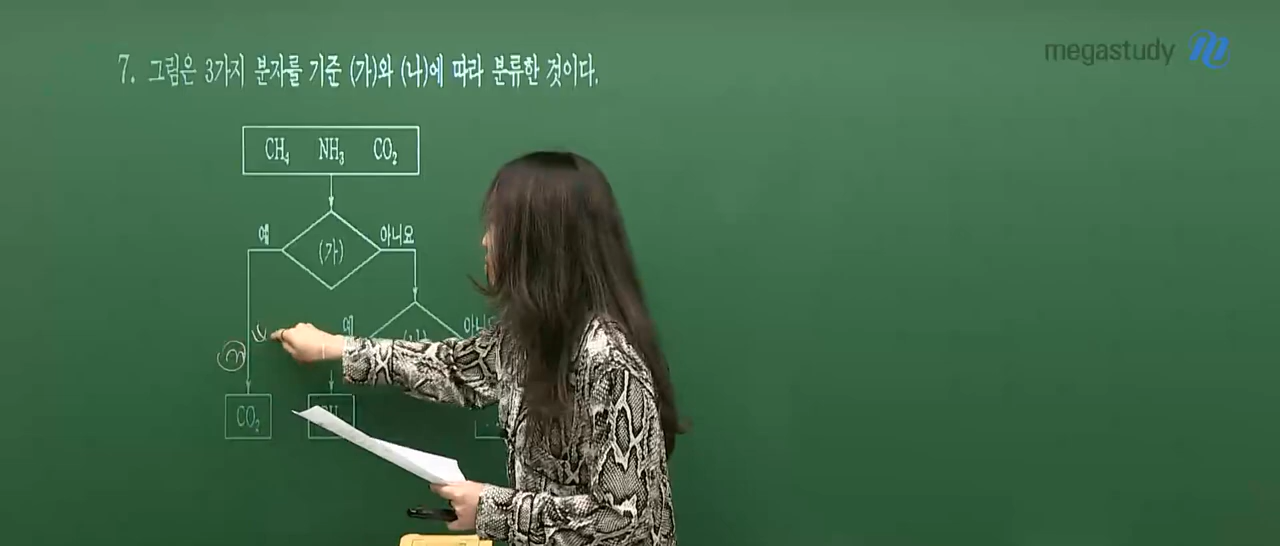 megastudy
7. 그림은 3가지 분자를 기준 (가)와 (나)에 따라 분류한 것이다.
CH₄ NH₃ CO₂
예 (가) 아니요
예
CO₂